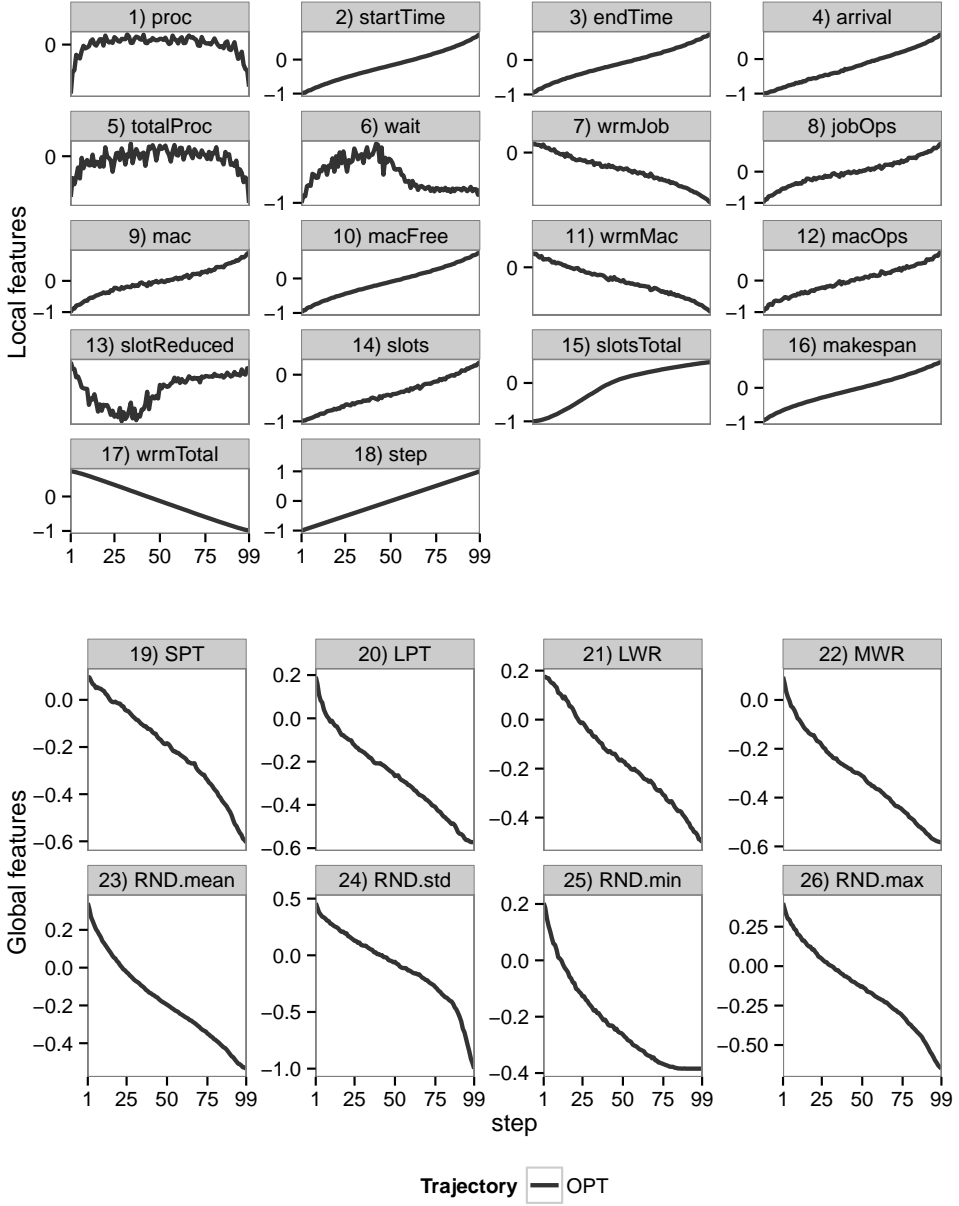 1) proc
2) startTime
3) endTime
4) arrival
0
0
−1
0
−1
0
−1
5) totalProc
6) wait
7) wrmJob
8) jobOps
0
−1
0
0
−1
9) mac
10) macFree
11) wrmMac
12) macOps
0
−1
0
−1
0
0
−1
13) slotReduced
14) slots
15) slotsTotal
16) makespan
0
−1
0
−1
0
−1
17) wrmTotal
18) step
0
−1
1
0
−1
1 25 50 75 99
1 25 50 75 99
Local features
19) SPT
20) LPT
21) LWR
22) MWR
0.0
−0.2
−0.4
−0.6
0.2
0.0
−0.2
−0.4
−0.6
0.2
0.0
−0.2
−0.4
0.0
−0.2
−0.4
−0.6
23) RND.mean
24) RND.std
25) RND.min
26) RND.max
0.2
0.0
−0.2
−0.4
0.5
0.0
−0.5
−1.0
0.2
0.0
−0.2
−0.4
0.25
0.00
−0.25
−0.50
1 25 50 75 99
1 25 50 75 99
1 25 50 75 99
1 25 50 75 99
Global features
step
Trajectory OPT